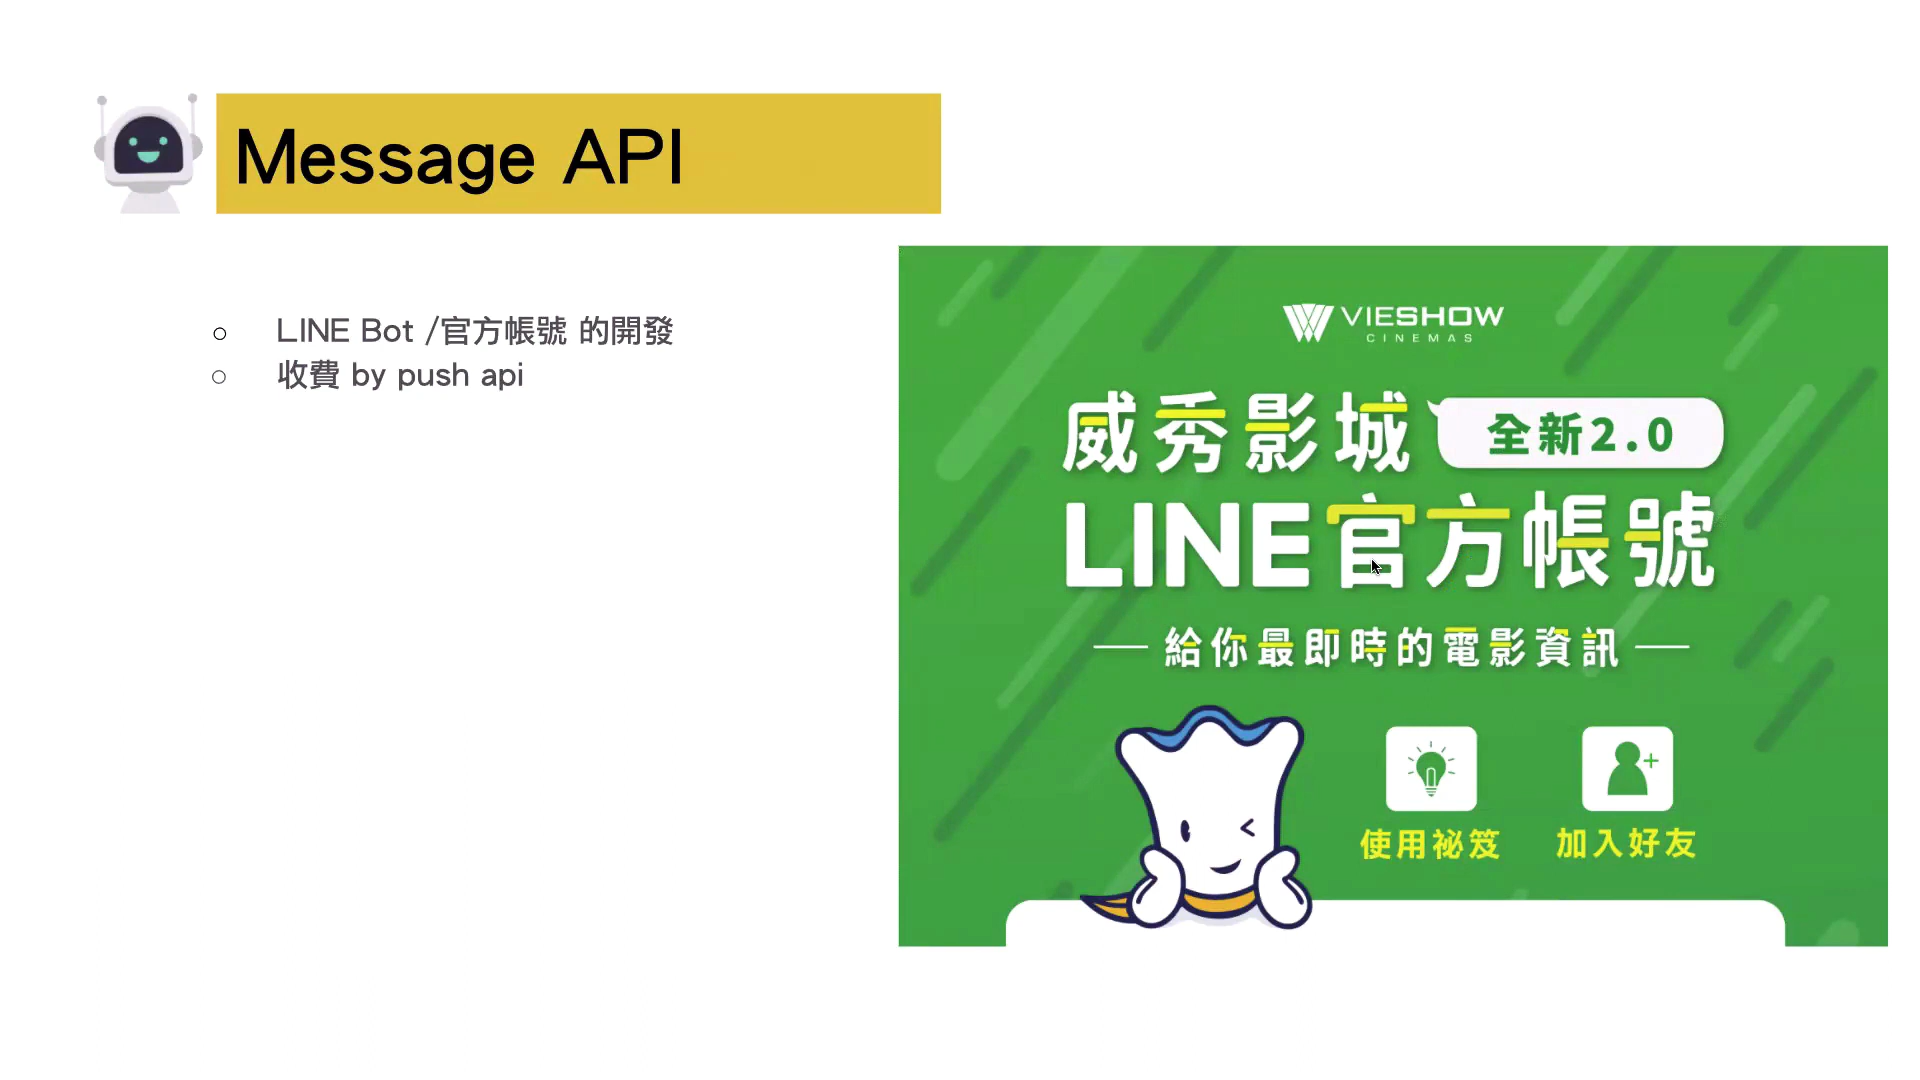 Message API
LINE Bot /官方帳號 的開發
收費 by push api
VIESHOW
CINEMAS
威秀影城 全新2.0
LINE官方帳號
給你最即時的電影資訊
使用祕笈 加入好友